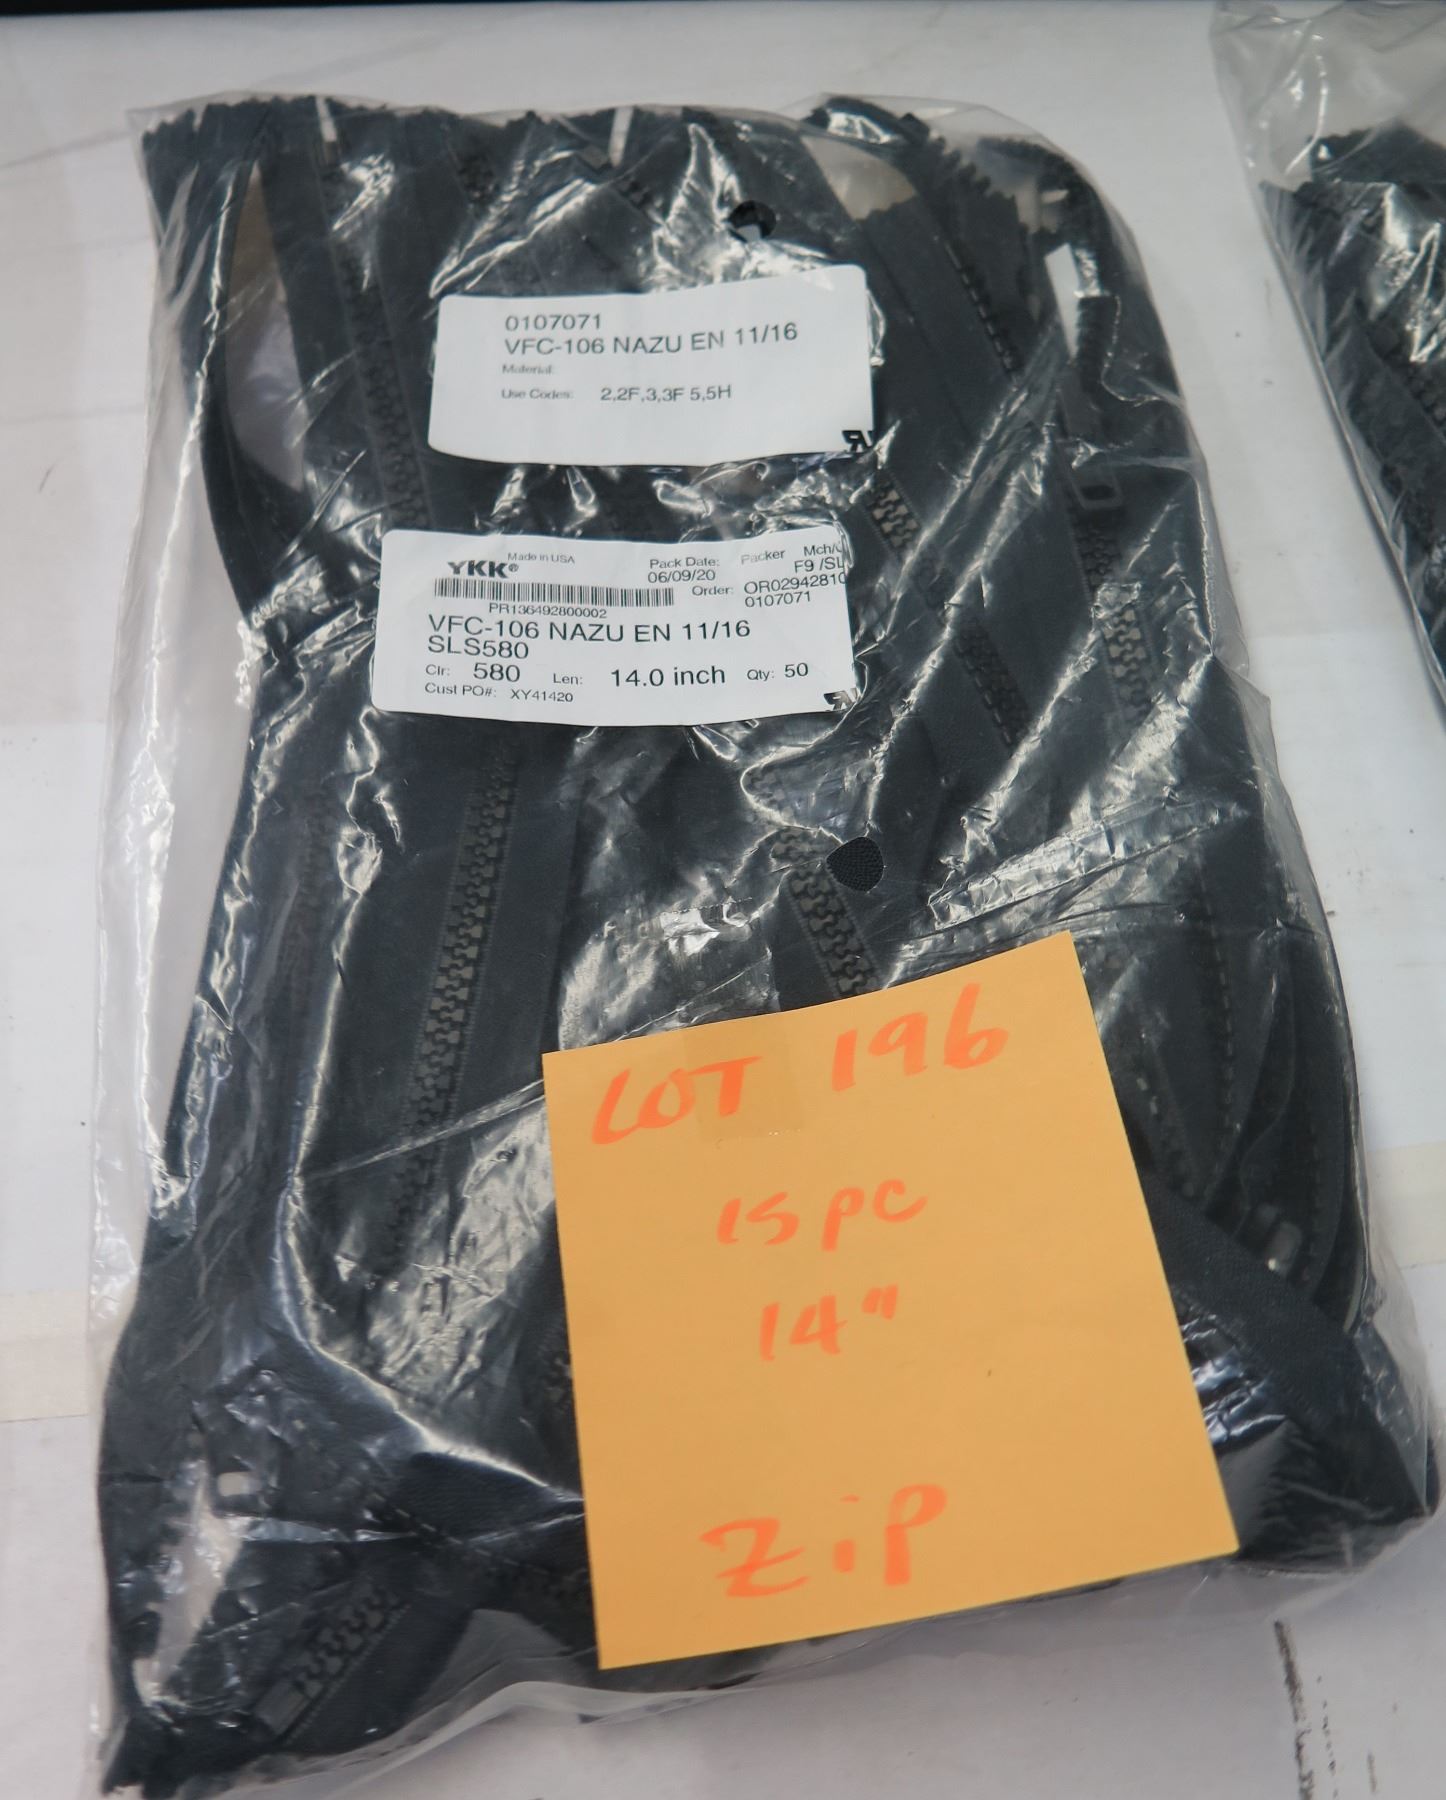 0107071
VFC-106 NAZU EN 11/16
Material:
Use Codes: 2,2F,3,3F 5,5H
YKK® Made in USA
Pack Date: Packer
06/09/20 F9 /SL
Order: OR02942810
PR136492800002 0107071
VFC-106 NAZU EN 11/16
SLS580
Clr: 580 Len: 14.0 inch Qty: 50
Cust PO#: XY41420
LOT 196
15 pc
14"
Zip